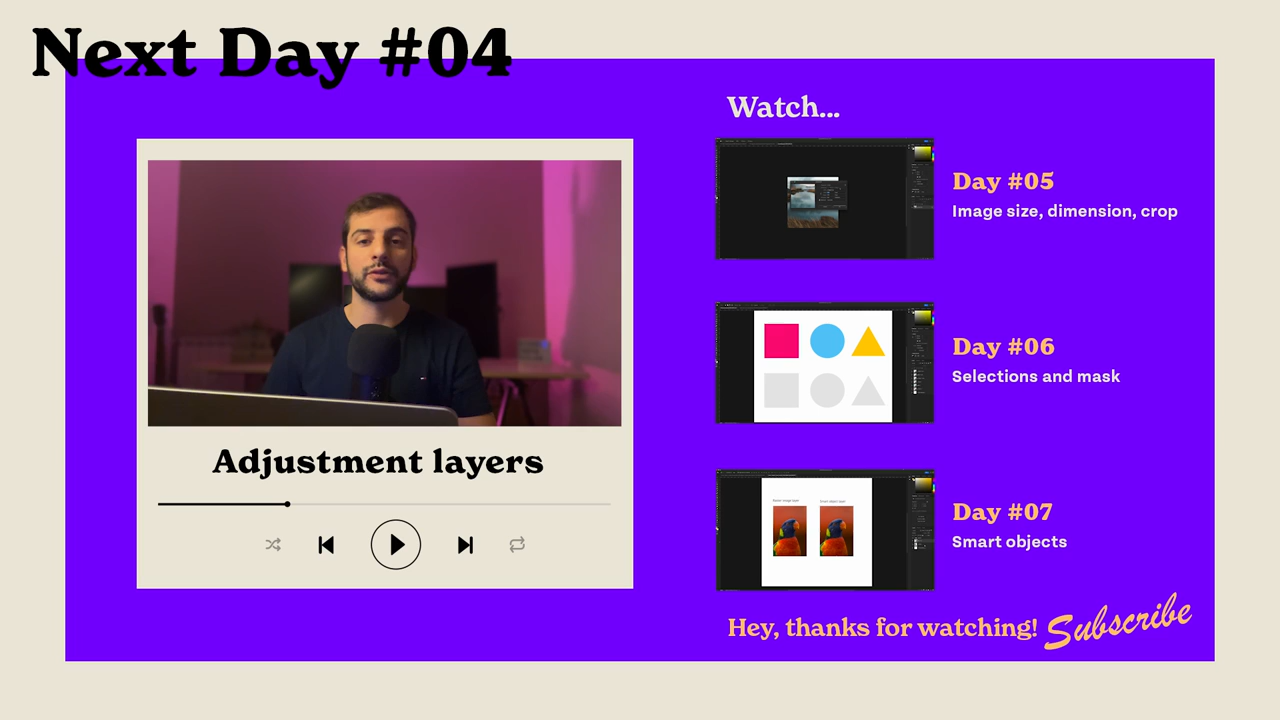 Next Day #04
Adjustment layers
Watch...
Day #05
Image size, dimension, crop
Day #06
Selections and mask
Day #07
Smart objects
Hey, thanks for watching!
Subscribe